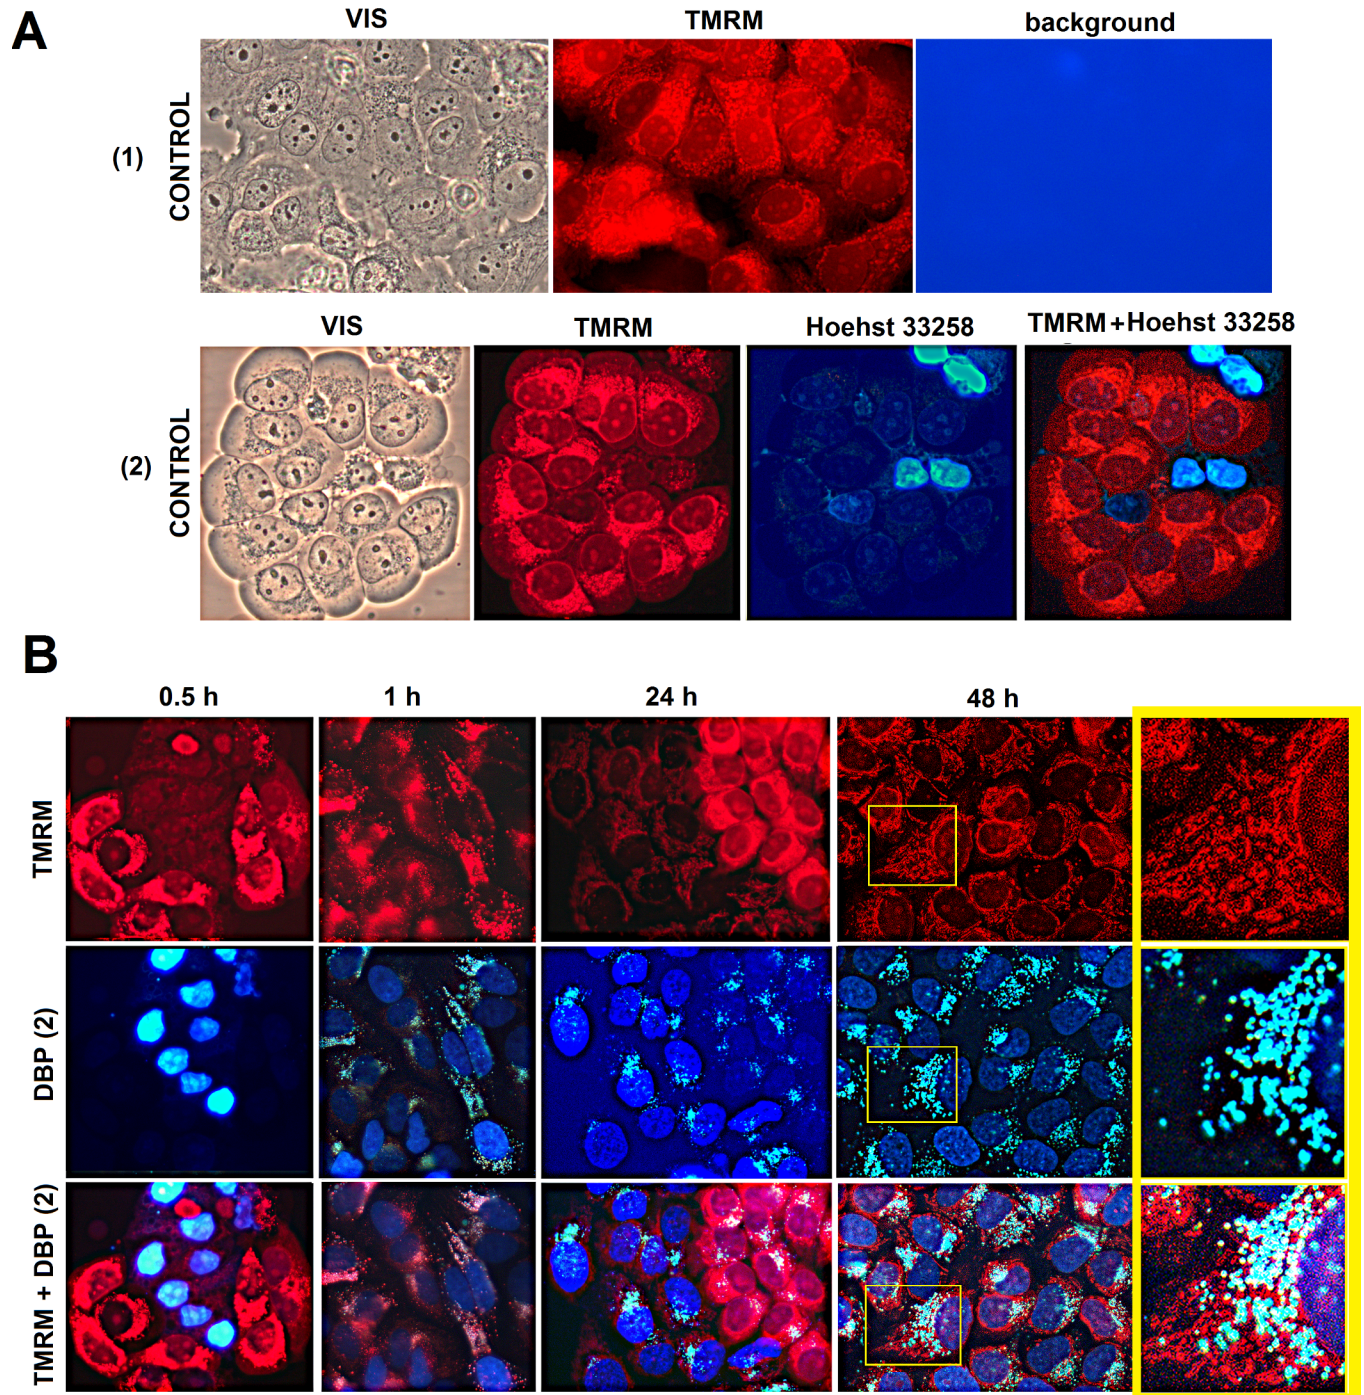 A
VIS TMRM background
(1) CONTROL
VIS TMRM Hoehst 33258 TMRM+Hoehst 33258
(2) CONTROL
B
0.5 h 1 h 24 h 48 h
TMRM
DBP (2)
TMRM + DBP (2)